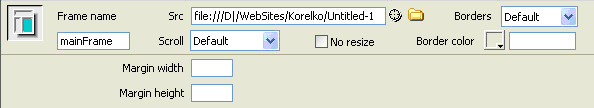 Frame name Src file:///D|/WebSites/Korelko/Untitled-1 Borders Default
mainFrame Scroll Default No resize Border color
Margin width
Margin height